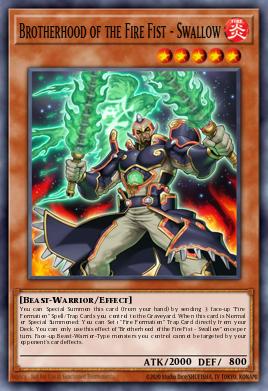 Brotherhood of the Fire Fist - Swallow
FIRE
炎
[Beast-Warrior/Effect]
You can Special Summon this card (from your hand) by sending 3 face-up "Fire
Formation" Spell/Trap Cards you control to the Graveyard. When this card is Normal
or Special Summoned: You can Set 1 "Fire Formation" Trap Card directly from your
Deck. You can only use this effect of "Brotherhood of the Fire Fist - Swallow" once per
turn. Face-up Beast-Warrior-Type monsters you control cannot be targeted by your
opponent's card effects.
ATK/2000 DEF/ 800